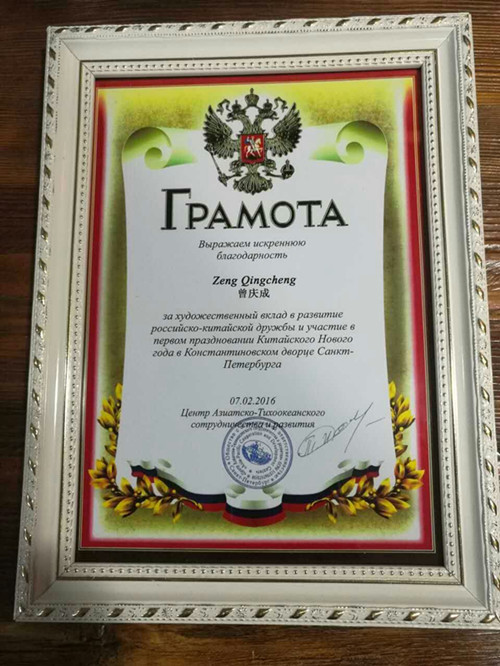 ГРАМОТА
Выражаем искреннюю
благодарность
Zeng Qingcheng
曾庆成
за художественный вклад в развитие
российско-китайской дружбы и участие в
первом праздновании Китайского Нового
года в Константиновском дворце Санкт-
Петербурга
07.02.2016
Центр Азиатско-Тихоокеанского
сотрудничества и развития